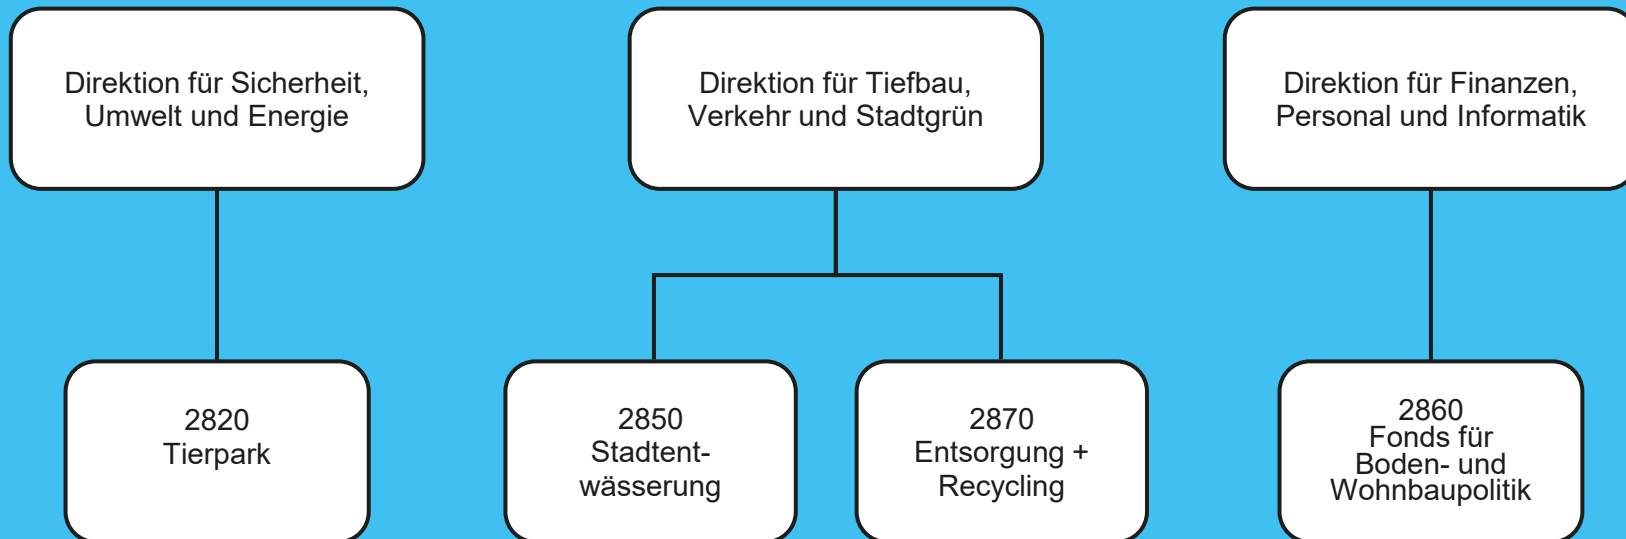 Direktion für Sicherheit,
Umwelt und Energie
Direktion für Tiefbau,
Verkehr und Stadtgrün
Direktion für Finanzen,
Personal und Informatik
2820
Tierpark
2850
Stadtent-
wässerung
2870
Entsorgung +
Recycling
2860
Fonds für
Boden- und
Wohnbaupolitik